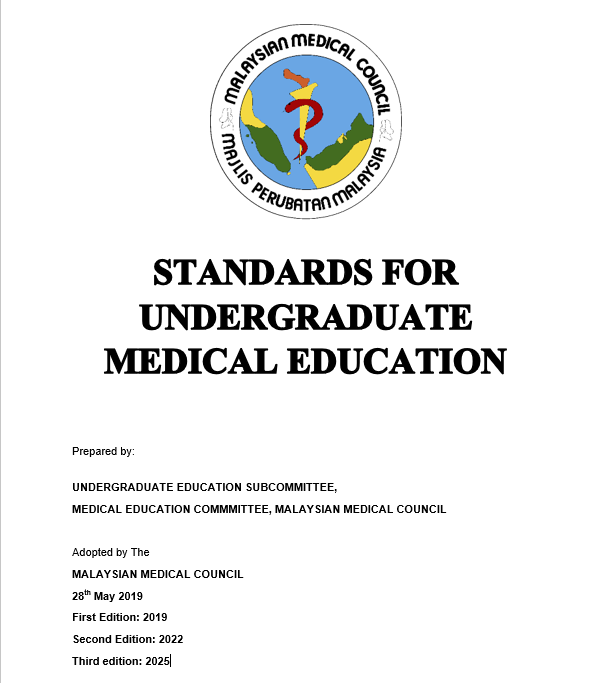 MALAYSIAN MEDICAL COUNCIL
MAJLIS PERUBATAN MALAYSIA
STANDARDS FOR
UNDERGRADUATE
MEDICAL EDUCATION
Prepared by:
UNDERGRADUATE EDUCATION SUBCOMMITTEE,
MEDICAL EDUCATION COMMMITTEE, MALAYSIAN MEDICAL COUNCIL
Adopted by The
MALAYSIAN MEDICAL COUNCIL
28th May 2019
First Edition: 2019
Second Edition: 2022
Third edition: 2025